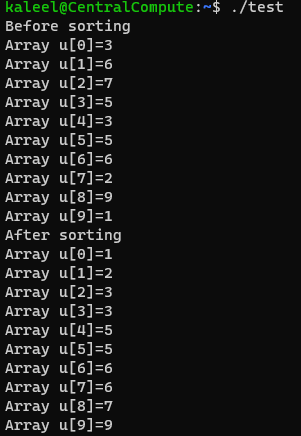 kaleel@CentralCompute:~$ ./test
Before sorting
Array u[0]=3
Array u[1]=6
Array u[2]=7
Array u[3]=5
Array u[4]=3
Array u[5]=5
Array u[6]=6
Array u[7]=2
Array u[8]=9
Array u[9]=1
After sorting
Array u[0]=1
Array u[1]=2
Array u[2]=3
Array u[3]=3
Array u[4]=5
Array u[5]=5
Array u[6]=6
Array u[7]=6
Array u[8]=7
Array u[9]=9